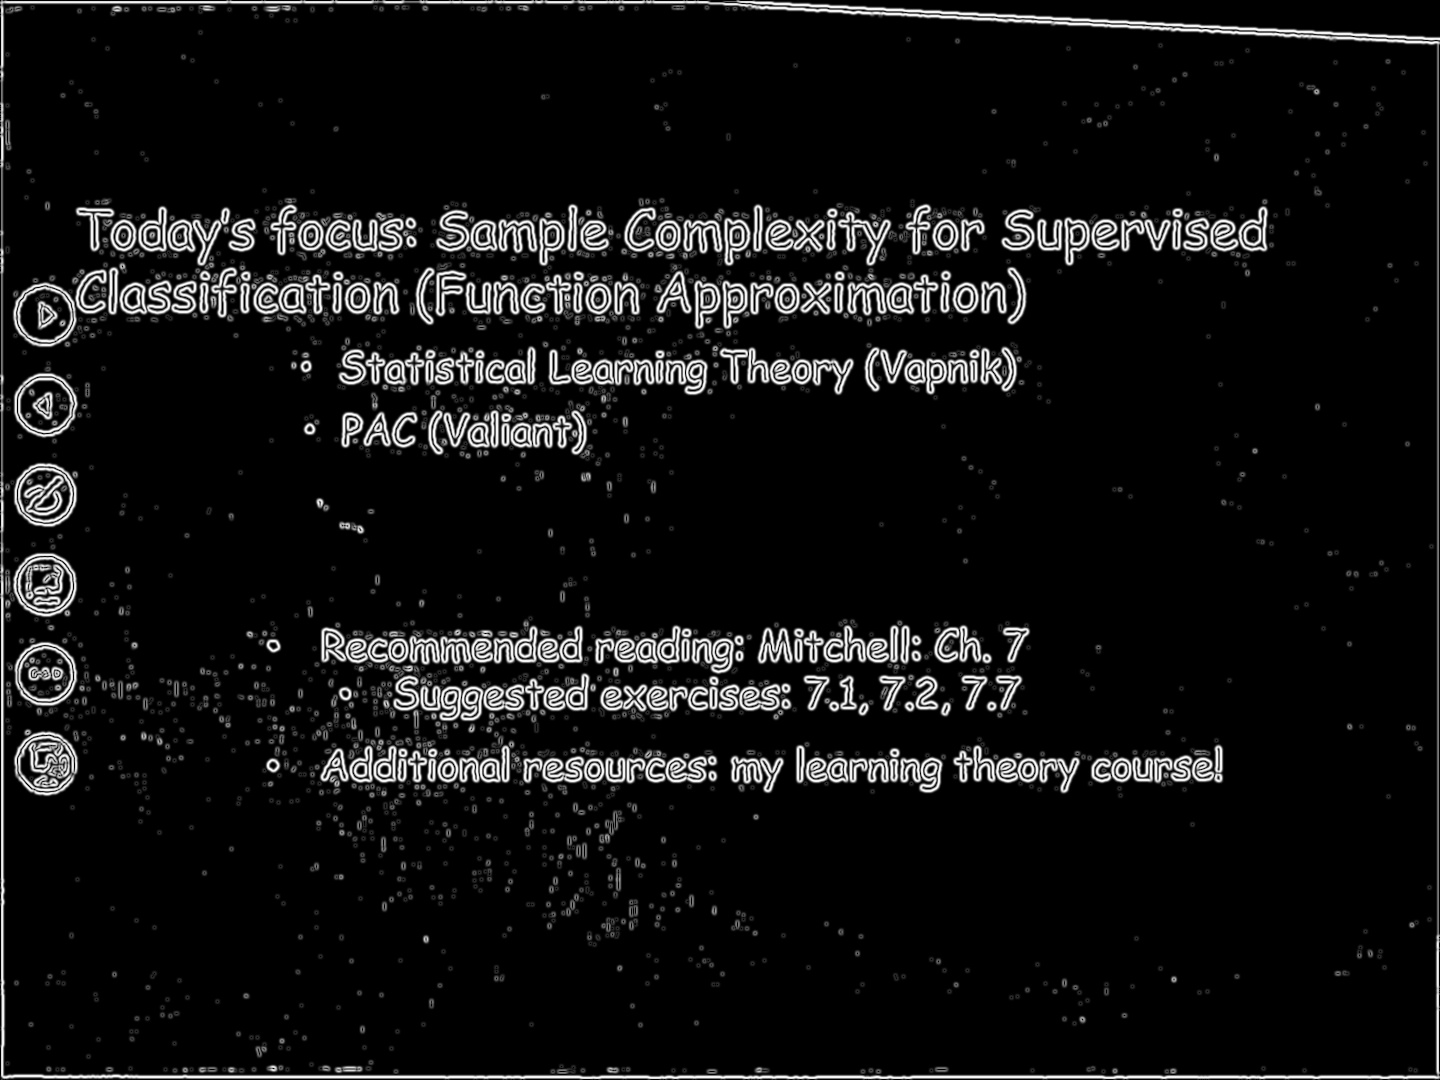 Today's focus: Sample Complexity for Supervised
Classification (Function Approximation)
• Statistical Learning Theory (Vapnik)
• PAC (Valiant)
• Recommended reading: Mitchell: Ch. 7
• Suggested exercises: 7.1, 7.2, 7.7
• Additional resources: my learning theory course!